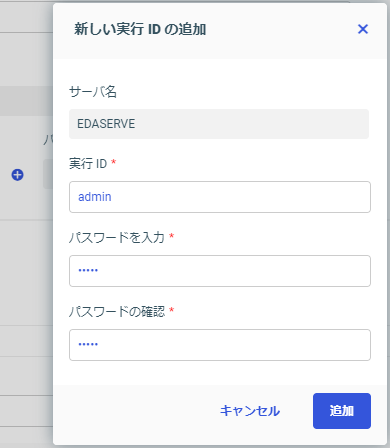 新しい実行 ID の追加
サーバ名
EDASERVE
実行 ID *
admin
パスワードを入力 *
•••••
パスワードの確認 *
•••••
キャンセル 追加